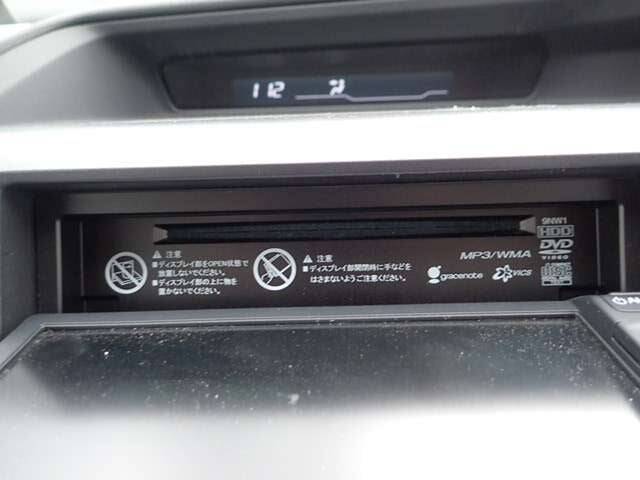 112
⚠ 注意
■ディスプレイ部をOPEN状態で
放置しないでください。
■ディスプレイ部の上に物を
置かないでください。
⚠ 注意
■ディスプレイ部開閉時に手などを
はさまないようご注意ください。
MP3/WMA
gracenote
VICS
9NW1
HDD
DVD
VIDEO
COMPACT
disc